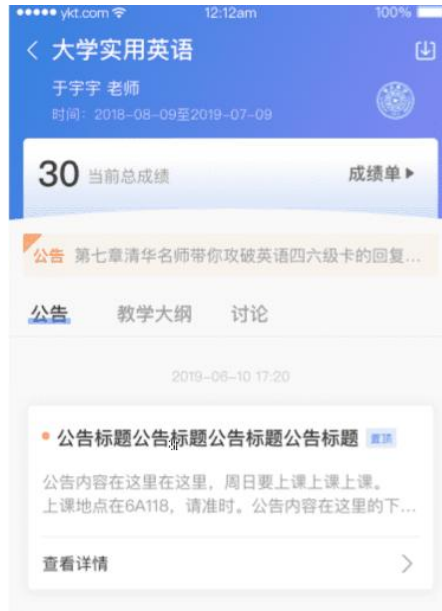 ykt.com 12:12am 100%
大学实用英语
于宇宇 老师
时间：2018-08-09至2019-07-09
30 当前总成绩 成绩单
公告 第七章清华名师带你攻破英语四六级卡的回复...
公告 教学大纲 讨论
2019-06-10 17:20
公告标题公告标题公告标题公告标题 置顶
公告内容在这里在这里，周日要上课上课上课。
上课地点在6A118，请准时。公告内容在这里的下...
查看详情